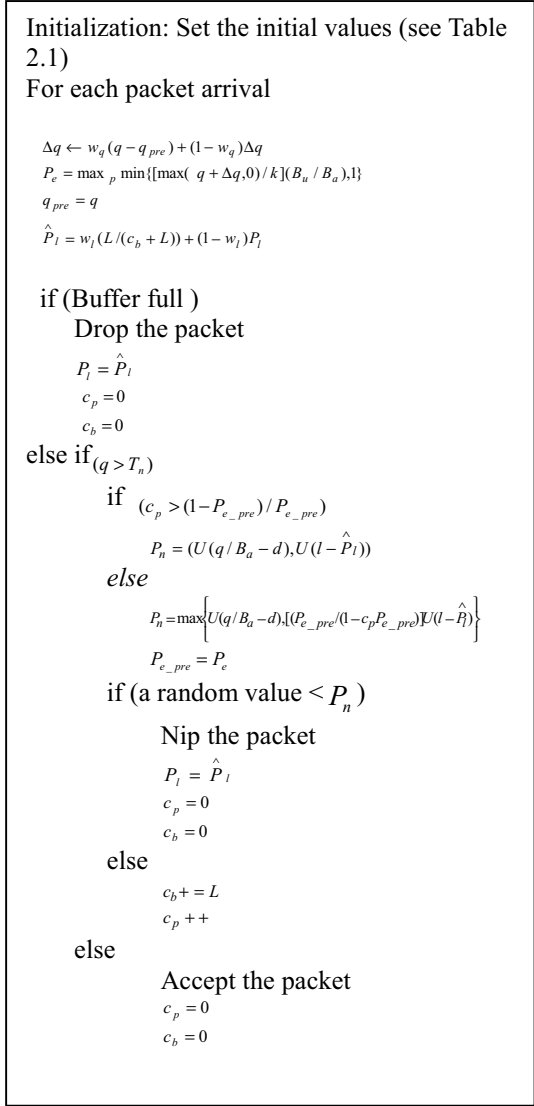 Initialization: Set the initial values (see Table
2.1)
For each packet arrival
Δq ← w_q (q − q_pre) + (1 − w_q)Δq
P_e = max_p min{[max( q + Δq,0) / k](B_u / B_a),1}
q_pre = q
P̂_l = w_l (L /(c_b + L)) + (1 − w_l)P_l
if (Buffer full )
Drop the packet
P_l = P̂_l
c_p = 0
c_b = 0
else if (q > T_n)
if (c_p > (1 − P_e_pre) / P_e_pre)
P_n = (U(q / B_a − d),U(l − P̂_l))
else
P_n = max{U(q/B_a − d),[(P_e_pre/(1 − c_p P_e_pre)]U(l − P̂_l)}
P_e_pre = P_e
if (a random value < P_n )
Nip the packet
P_l = P̂_l
c_p = 0
c_b = 0
else
c_b + = L
c_p + +
else
Accept the packet
c_p = 0
c_b = 0